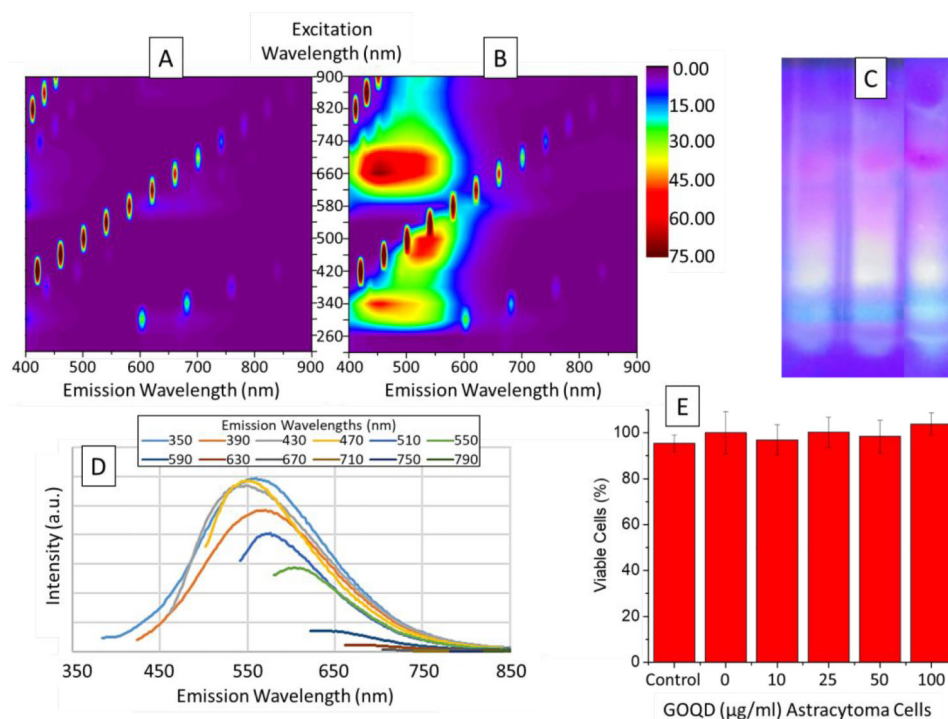 A
Excitation
Wavelength (nm)
B
C
900
820
740
660
580
500
420
340
260
400 500 600 700 800 900
Emission Wavelength (nm)
400 500 600 700 800 900
Emission Wavelength (nm)
0.00
15.00
30.00
45.00
60.00
75.00
D
Emission Wavelengths (nm)
350 390 430 470 510 550
590 630 670 710 750 790
Intensity (a.u.)
350 450 550 650 750 850
Emission Wavelength (nm)
E
Viable Cells (%)
100
80
60
40
20
0
Control 0 10 25 50 100
GOQD (µg/ml) Astracytoma Cells